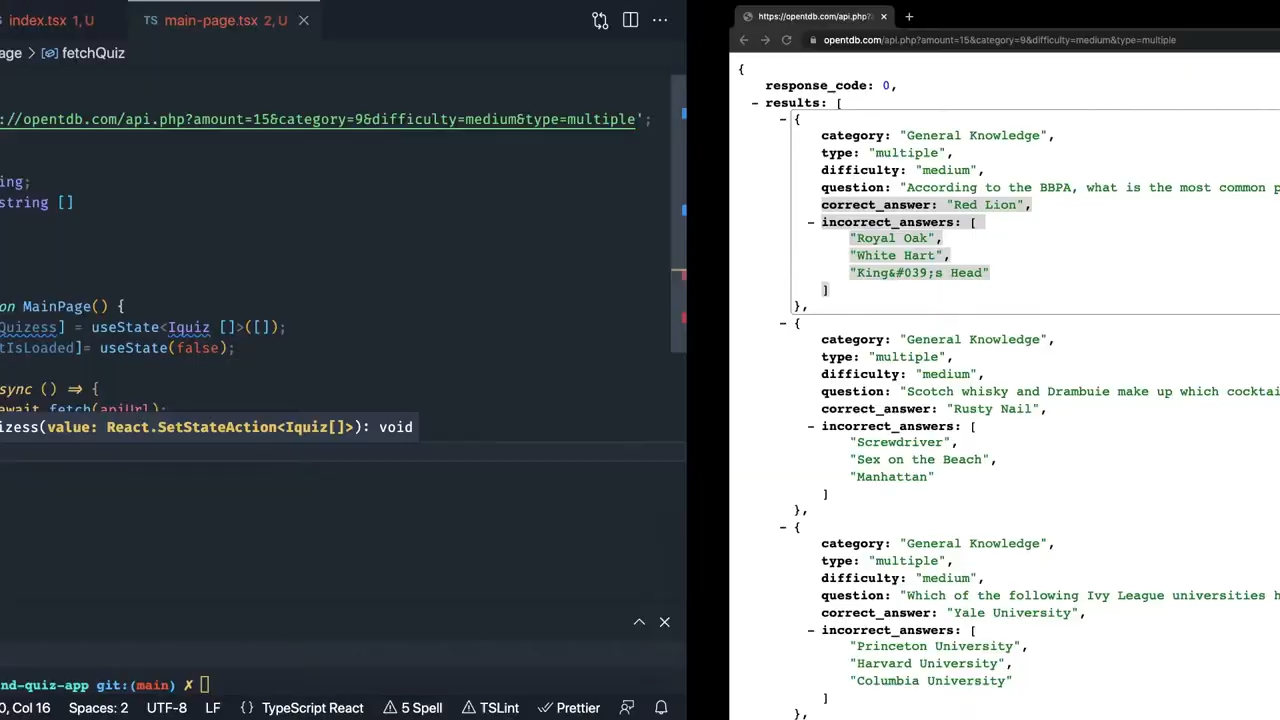 index.tsx 1, U
TS main-page.tsx 2, U
age > fetchQuiz
://opentdb.com/api.php?amount=15&category=9&difficulty=medium&type=multiple';
ing;
string []
on MainPage() {
Quizess] = useState<Iquiz []>([]);
tIsLoaded]= useState(false);
sync () ⇒ {
await fetch(apiUrl);
izess(value: React.SetStateAction<Iquiz[]>): void
nd-quiz-app git:(main) ✗
0, Col 16 Spaces: 2 UTF-8 LF {} TypeScript React 5 Spell TSLint Prettier
https://opentdb.com/api.php?
opentdb.com/api.php?amount=15&category=9&difficulty=medium&type=multiple
{
response_code: 0,
- results: [
- {
category: "General Knowledge",
type: "multiple",
difficulty: "medium",
question: "According to the BBPA, what is the most common p
correct_answer: "Red Lion",
- incorrect_answers: [
"Royal Oak",
"White Hart",
"King&#039;s Head"
]
},
- {
category: "General Knowledge",
type: "multiple",
difficulty: "medium",
question: "Scotch whisky and Drambuie make up which cocktai
correct_answer: "Rusty Nail",
- incorrect_answers: [
"Screwdriver",
"Sex on the Beach",
"Manhattan"
]
},
- {
category: "General Knowledge",
type: "multiple",
difficulty: "medium",
question: "Which of the following Ivy League universities h
correct_answer: "Yale University",
- incorrect_answers: [
"Princeton University",
"Harvard University",
"Columbia University"
]
},